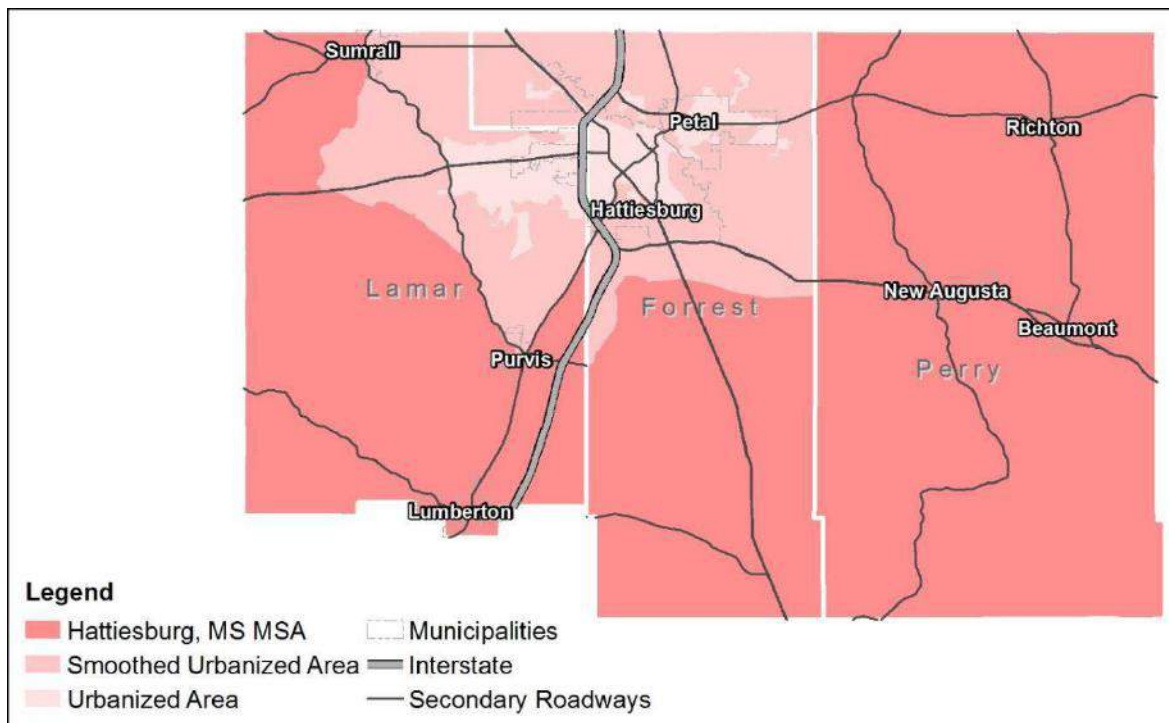 Sumrall
Petal
Richton
Hattiesburg
Lamar
Forrest
New Augusta
Beaumont
Purvis
Perry
Lumberton
Legend
Hattiesburg, MS MSA
Smoothed Urbanized Area
Urbanized Area
Municipalities
Interstate
Secondary Roadways